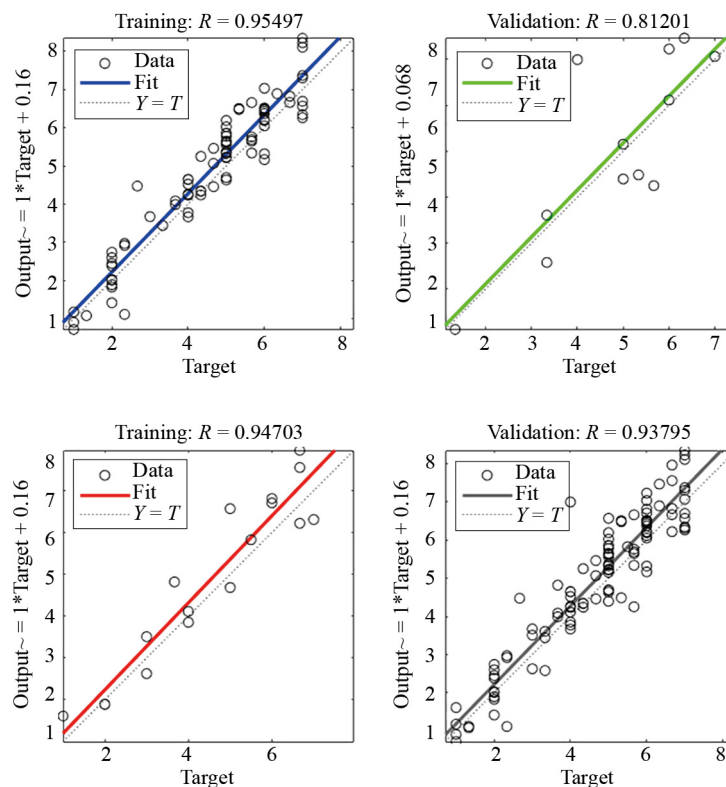 Training: R = 0.95497
Data
Fit
Y = T
Output~ = 1*Target + 0.16
8
7
6
5
4
3
2
1
2 4 6 8
Target
Validation: R = 0.81201
Data
Fit
Y = T
Output~ = 1*Target + 0.068
8
7
6
5
4
3
2
1
2 3 4 5 6 7
Target
Training: R = 0.94703
Data
Fit
Y = T
Output~ = 1*Target + 0.16
8
7
6
5
4
3
2
1
2 4 6
Target
Validation: R = 0.93795
Data
Fit
Y = T
Output~ = 1*Target + 0.16
8
7
6
5
4
3
2
1
2 4 6 8
Target